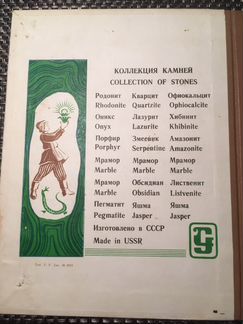 КОЛЛЕКЦИЯ КАМНЕЙ
COLLECTION OF STONES
Родонит Кварцит Офиокальцит
Rhodonite Quartzite Ophiocalcite
Оникс Лазурит Хибинит
Onyx Lazurite Khibinite
Порфир Змеевик Амазонит
Porphyr Serpentine Amazonite
Мрамор Мрамор Мрамор
Marble Marble Marble
Мрамор Обсидиан Лиственит
Marble Obsidian Listvenite
Пегматит Яшма Яшма
Pegmatite Jasper Jasper
Изготовлено в СССР
Made in USSR